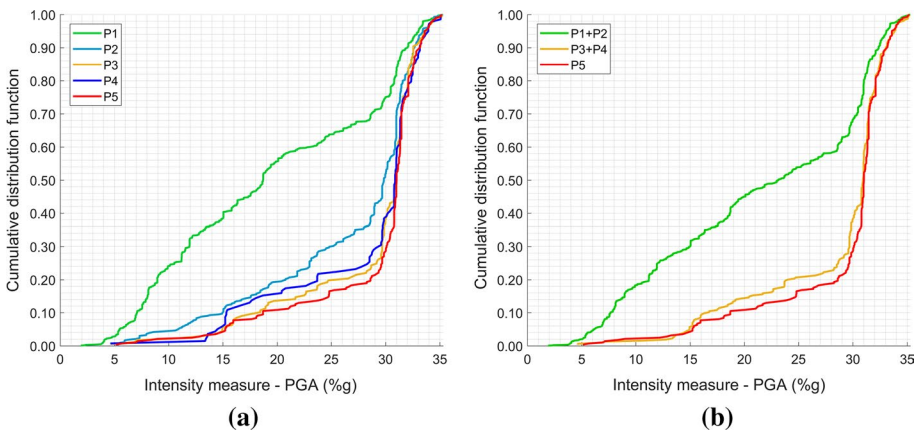 Cumulative distribution function
1.00
0.90
0.80
0.70
0.60
0.50
0.40
0.30
0.20
0.10
0.00
P1
P2
P3
P4
P5
0 5 10 15 20 25 30 35
Intensity measure - PGA (%g)
(a)
Cumulative distribution function
1.00
0.90
0.80
0.70
0.60
0.50
0.40
0.30
0.20
0.10
0.00
P1+P2
P3+P4
P5
0 5 10 15 20 25 30 35
Intensity measure - PGA (%g)
(b)